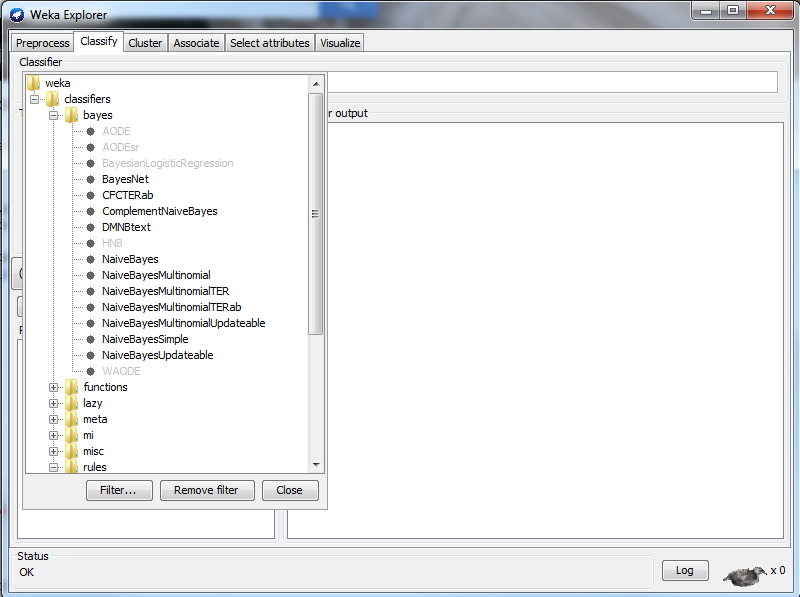 Weka Explorer
Preprocess Classify Cluster Associate Select attributes Visualize
Classifier
weka
classifiers
r output
bayes
AODE
AODEsr
BayesianLogisticRegression
BayesNet
CFCTERab
ComplementNaiveBayes
DMNBtext
HNB
NaiveBayes
NaiveBayesMultinomial
NaiveBayesMultinomialTER
NaiveBayesMultinomialTERab
NaiveBayesMultinomialUpdateable
NaiveBayesSimple
NaiveBayesUpdateable
WAODE
functions
lazy
meta
mi
misc
rules
Filter... Remove filter Close
Status
OK
Log x 0